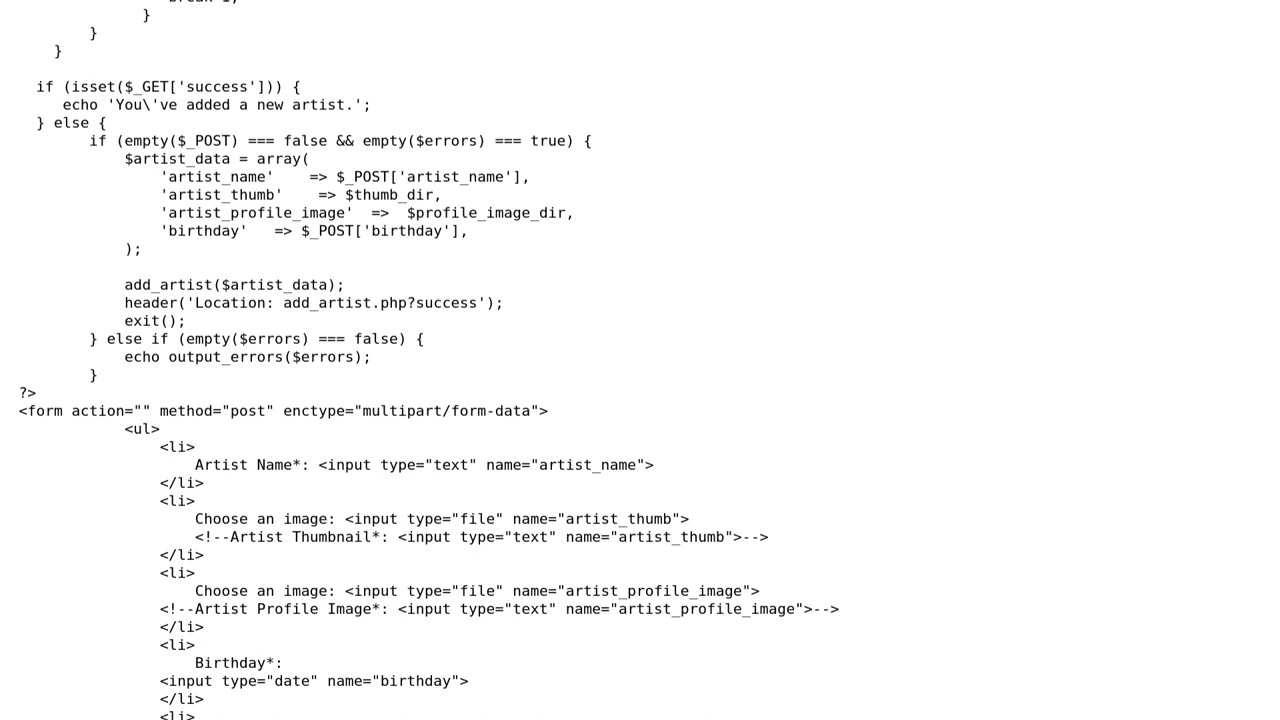 }
}
}
if (isset($_GET['success'])) {
echo 'You\'ve added a new artist.';
} else {
if (empty($_POST) === false && empty($errors) === true) {
$artist_data = array(
'artist_name'    => $_POST['artist_name'],
'artist_thumb'    => $thumb_dir,
'artist_profile_image'  =>  $profile_image_dir,
'birthday'   => $_POST['birthday'],
);
add_artist($artist_data);
header('Location: add_artist.php?success');
exit();
} else if (empty($errors) === false) {
echo output_errors($errors);
}
?>
<form action="" method="post" enctype="multipart/form-data">
<ul>
<li>
Artist Name*: <input type="text" name="artist_name">
</li>
<li>
Choose an image: <input type="file" name="artist_thumb">
<!--Artist Thumbnail*: <input type="text" name="artist_thumb">-->
</li>
<li>
Choose an image: <input type="file" name="artist_profile_image">
<!--Artist Profile Image*: <input type="text" name="artist_profile_image">-->
</li>
<li>
Birthday*:
<input type="date" name="birthday">
</li>
<li>